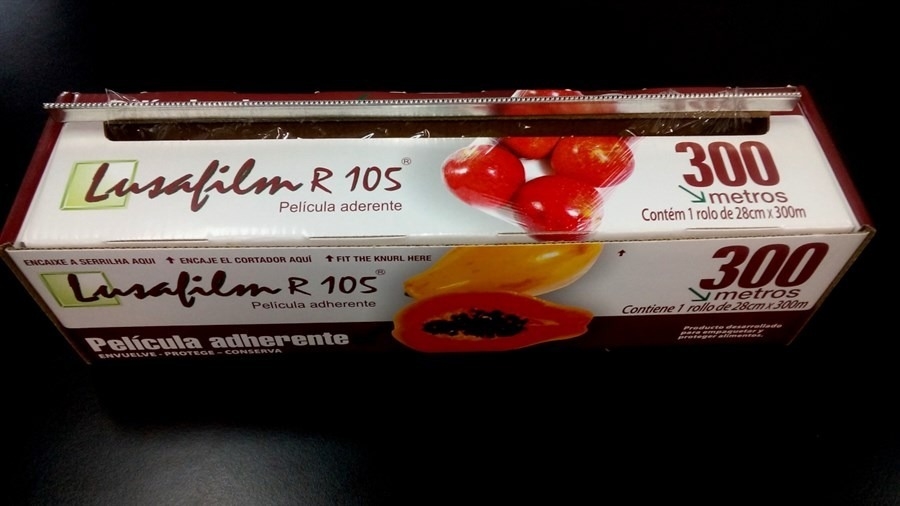 Lusafilm R 105®
Película aderente
300
metros
Contém 1 rolo de 28cm x 300m
ENCAIXE A SERRILHA AQUI ↑ ENCAJE EL CORTADOR AQUÍ ↑ FIT THE KNURL HERE ↑
Lusafilm R 105®
Película adherente
300
metros
Contiene 1 rollo de 28cm x 300m
Película adherente
ENVUELVE - PROTEGE - CONSERVA
Producto desarrollado
para empaquetar y
proteger alimentos.